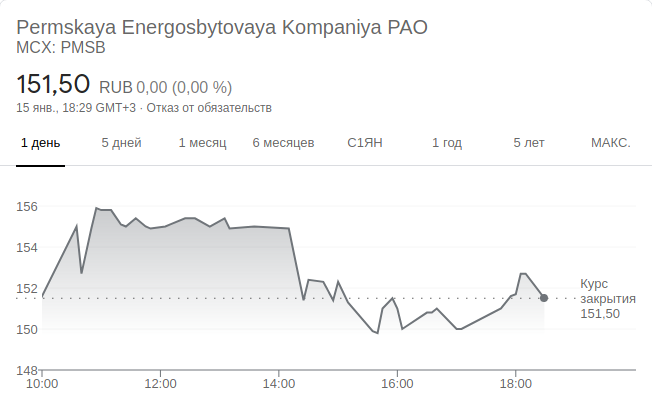 Permskaya Energosbytovaya Kompaniya PAO
MCX: PMSB
151,50 RUB 0,00 (0,00 %)
15 янв., 18:29 GMT+3 · Отказ от обязательств
1 день 5 дней 1 месяц 6 месяцев С1ЯН 1 год 5 лет МАКС.
156
154
152
150
148
Курс
закрытия
151,50
10:00 12:00 14:00 16:00 18:00